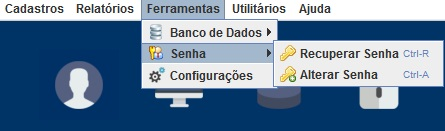 Cadastros Relatórios Ferramentas Utilitários Ajuda
Banco de Dados
Senha
Recuperar Senha Ctrl-R
Configurações
Alterar Senha Ctrl-A